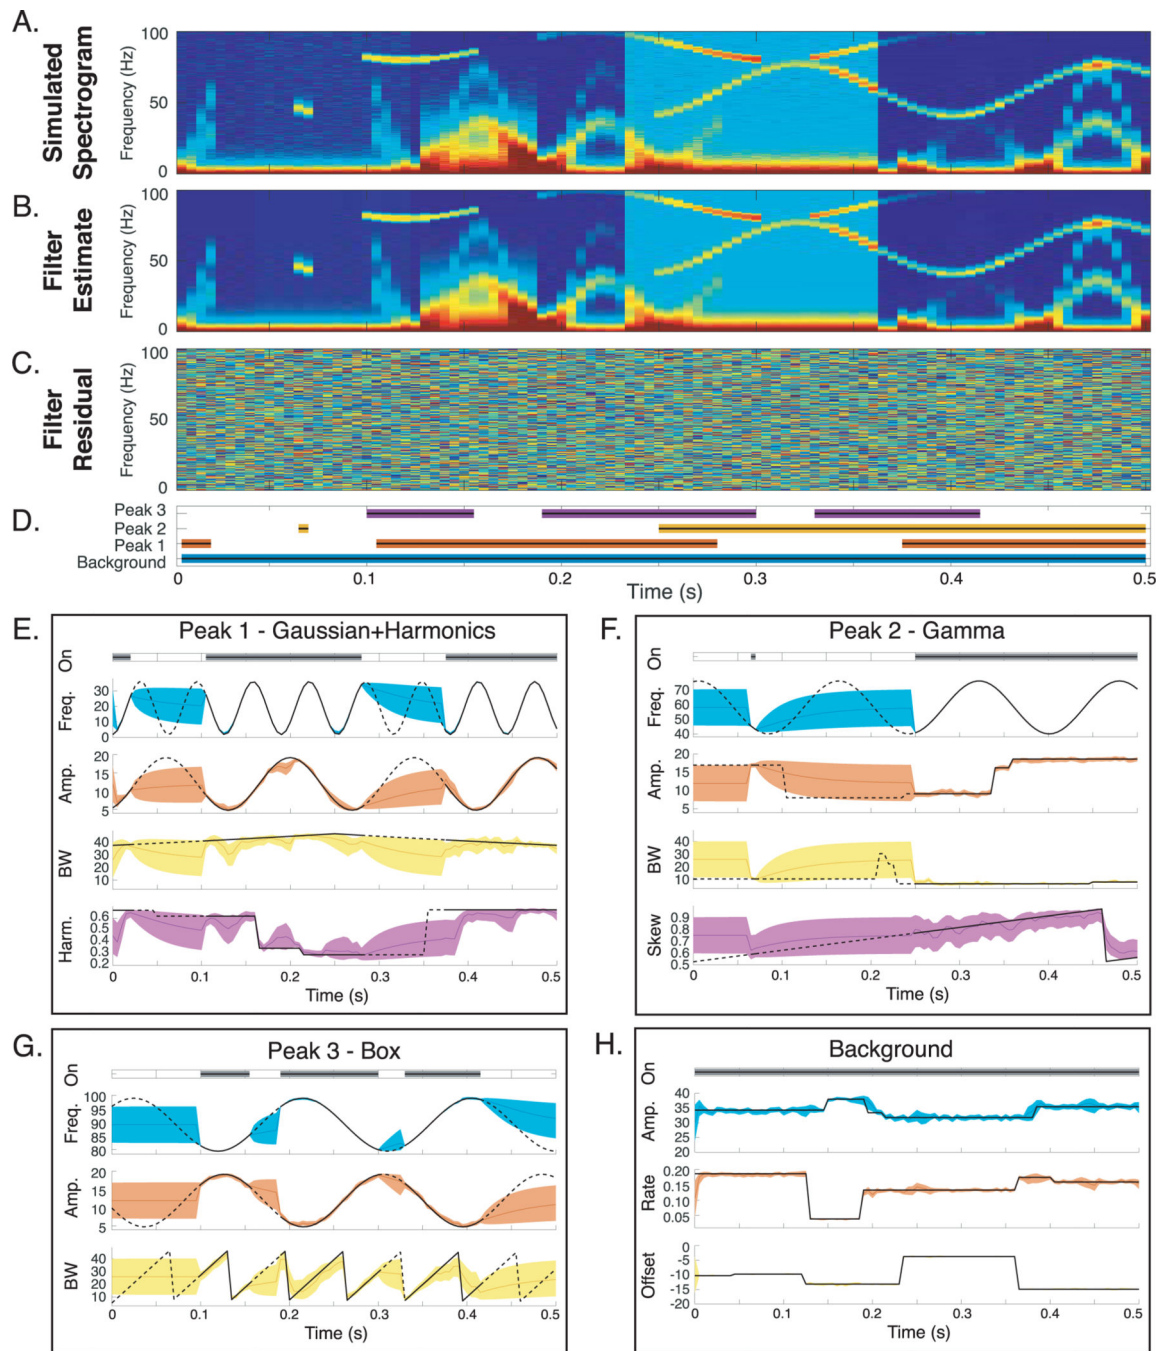 A.
Simulated
Spectrogram
Frequency (Hz)
100
50
0
B.
Filter
Estimate
Frequency (Hz)
100
50
0
C.
Filter
Residual
Frequency (Hz)
100
50
0
D.
Peak 3
Peak 2
Peak 1
Background
0 0.1 0.2 0.3 0.4 0.5
Time (s)
E.
Peak 1 - Gaussian+Harmonics
On
Freq.
30
20
10
0
Amp.
20
15
10
5
BW
40
30
20
10
Harm.
0.6
0.5
0.4
0.3
0.2
0 0.1 0.2 0.3 0.4 0.5
Time (s)
F.
Peak 2 - Gamma
On
Freq.
70
60
50
40
Amp.
20
15
10
5
BW
40
30
20
10
Skew
0.9
0.8
0.7
0.6
0.5
0 0.1 0.2 0.3 0.4 0.5
Time (s)
G.
Peak 3 - Box
On
Freq.
100
95
90
85
80
Amp.
20
15
10
5
BW
40
30
20
10
0 0.1 0.2 0.3 0.4 0.5
Time (s)
H.
Background
On
Amp.
40
35
30
25
20
Rate
0.20
0.15
0.10
0.05
Offset
0
-5
-10
-15
-20
0 0.1 0.2 0.3 0.4 0.5
Time (s)